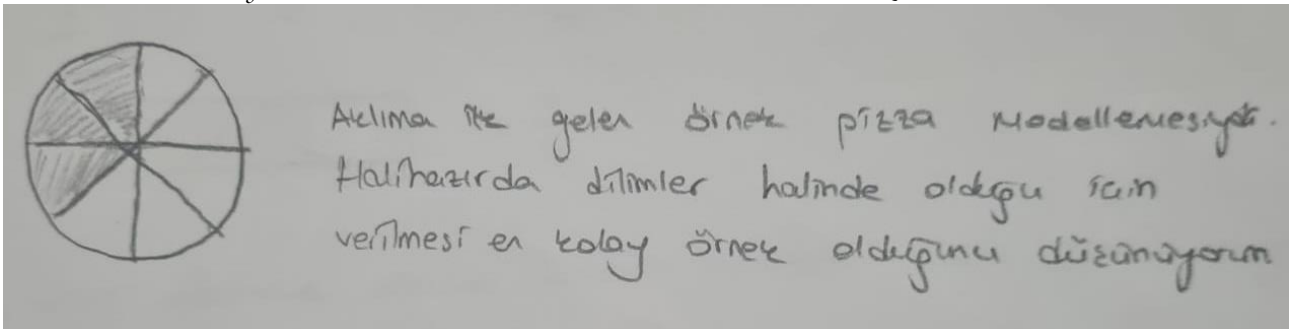 Aklıma ilk gelen örnek pizza modellemesiydi.
Halihazırda dilimler halinde olduğu için
verilmesi en kolay örnek olduğunu düşünüyorum